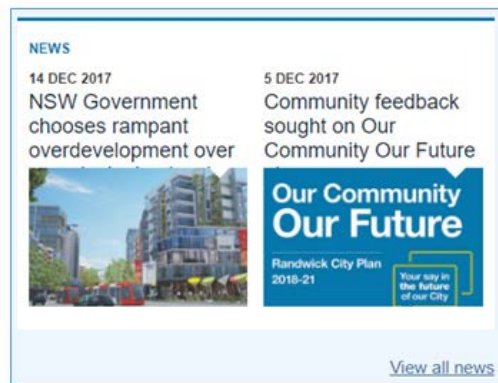 NEWS
14 DEC 2017
NSW Government
chooses rampant
overdevelopment over
5 DEC 2017
Community feedback
sought on Our
Community Our Future
Our Community
Our Future
Randwick City Plan
2018-21
Your say in
the future
of our City
View all news